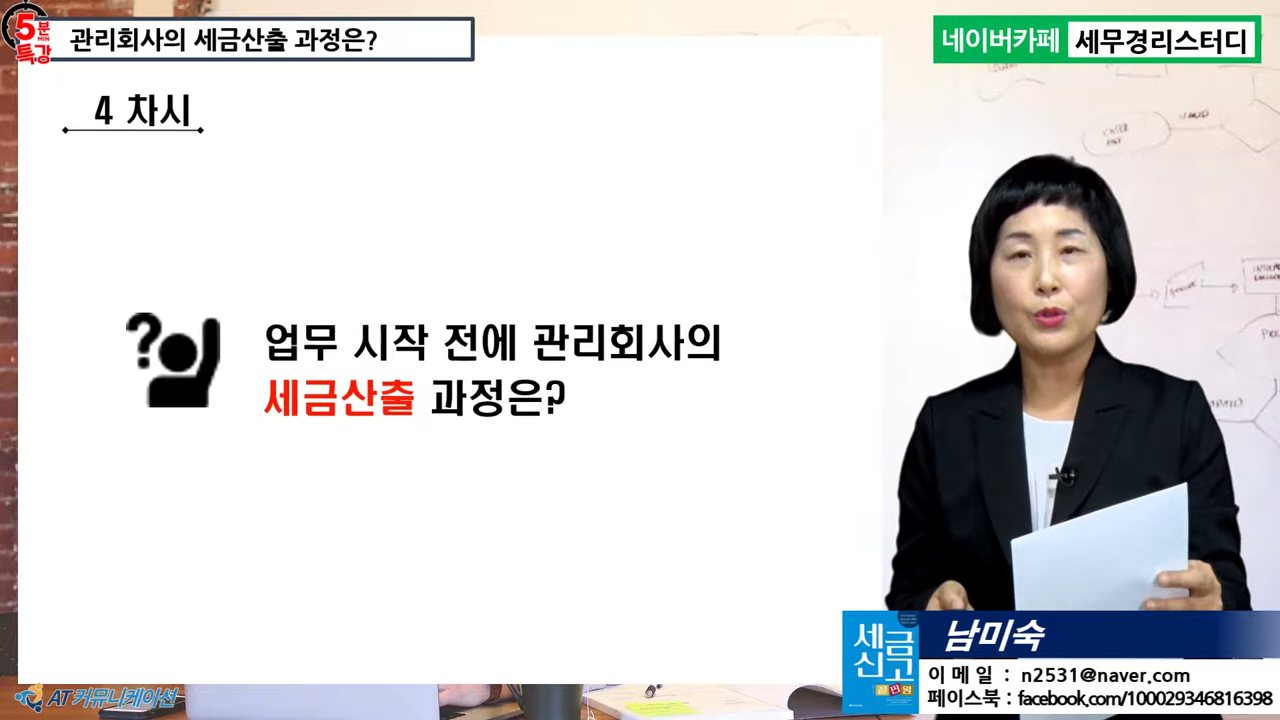 5분
MIN
특강
관리회사의 세금산출 과정은?
네이버카페 세무경리스터디
4 차시
업무 시작 전에 관리회사의
세금산출 과정은?
세금
신고
끝판왕
남미숙
이 메 일 : n2531@naver.com
페이스북 : facebook.com/100029346816398
AT커뮤니케이션